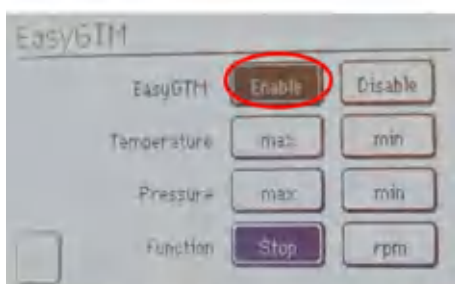 EasyGTM
EasyGTM Enable Disable
Temperature max min
Pressure max min
Function Stop rpm